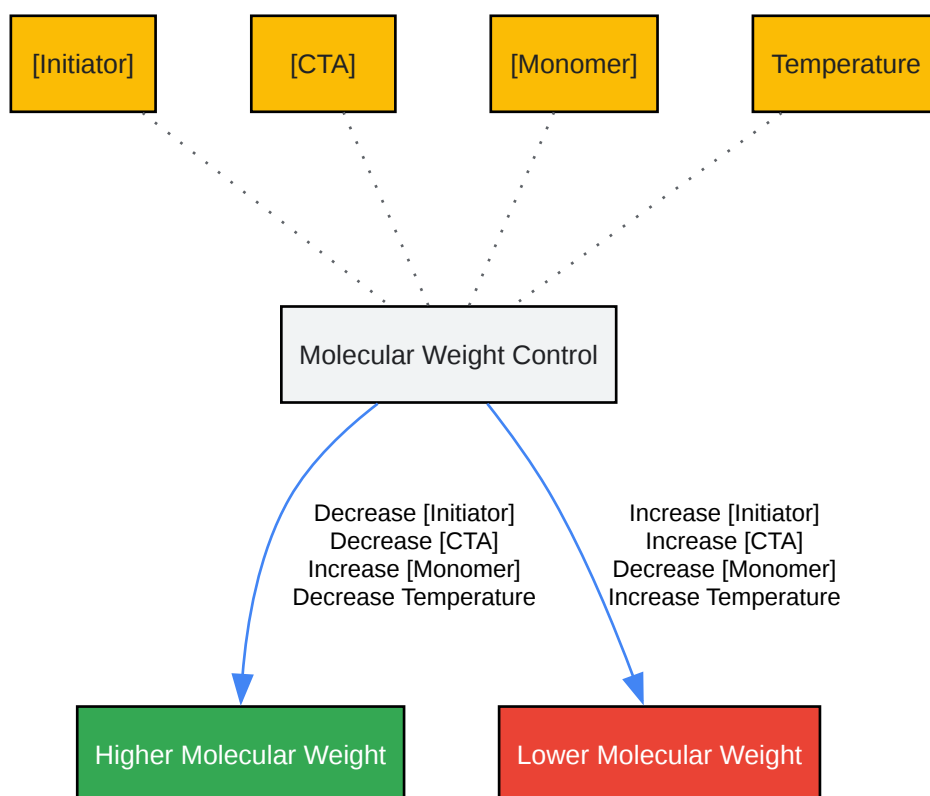 [Initiator]
[CTA]
[Monomer]
Temperature
Molecular Weight Control
Decrease [Initiator]
Decrease [CTA]
Increase [Monomer]
Decrease Temperature
Increase [Initiator]
Increase [CTA]
Decrease [Monomer]
Increase Temperature
Higher Molecular Weight
Lower Molecular Weight